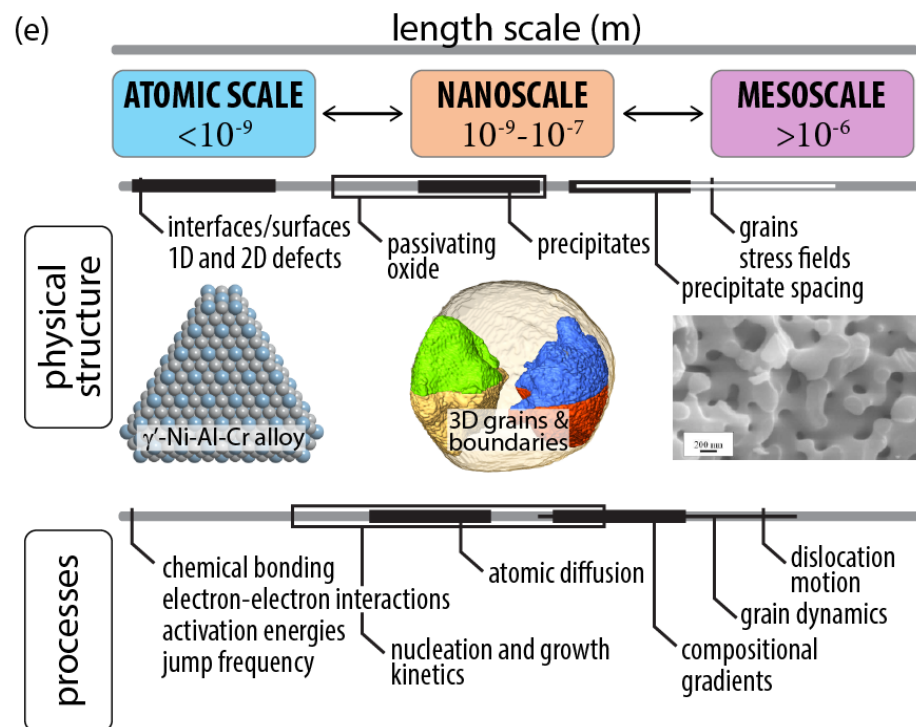 (e)
length scale (m)
ATOMIC SCALE
<10⁻⁹
NANOSCALE
10⁻⁹-10⁻⁷
MESOSCALE
>10⁻⁶
physical
structure
interfaces/surfaces
1D and 2D defects
passivating
oxide
precipitates
grains
stress fields
precipitate spacing
γ′-Ni-Al-Cr alloy
3D grains &
boundaries
200 nm
processes
chemical bonding
electron-electron interactions
activation energies
jump frequency
nucleation and growth
kinetics
atomic diffusion
compositional
gradients
grain dynamics
dislocation
motion